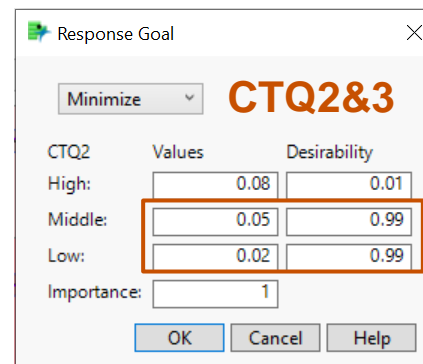 Response Goal
Minimize CTQ2&3
CTQ2 Values Desirability
High: 0.08 0.01
Middle: 0.05 0.99
Low: 0.02 0.99
Importance: 1
OK Cancel Help